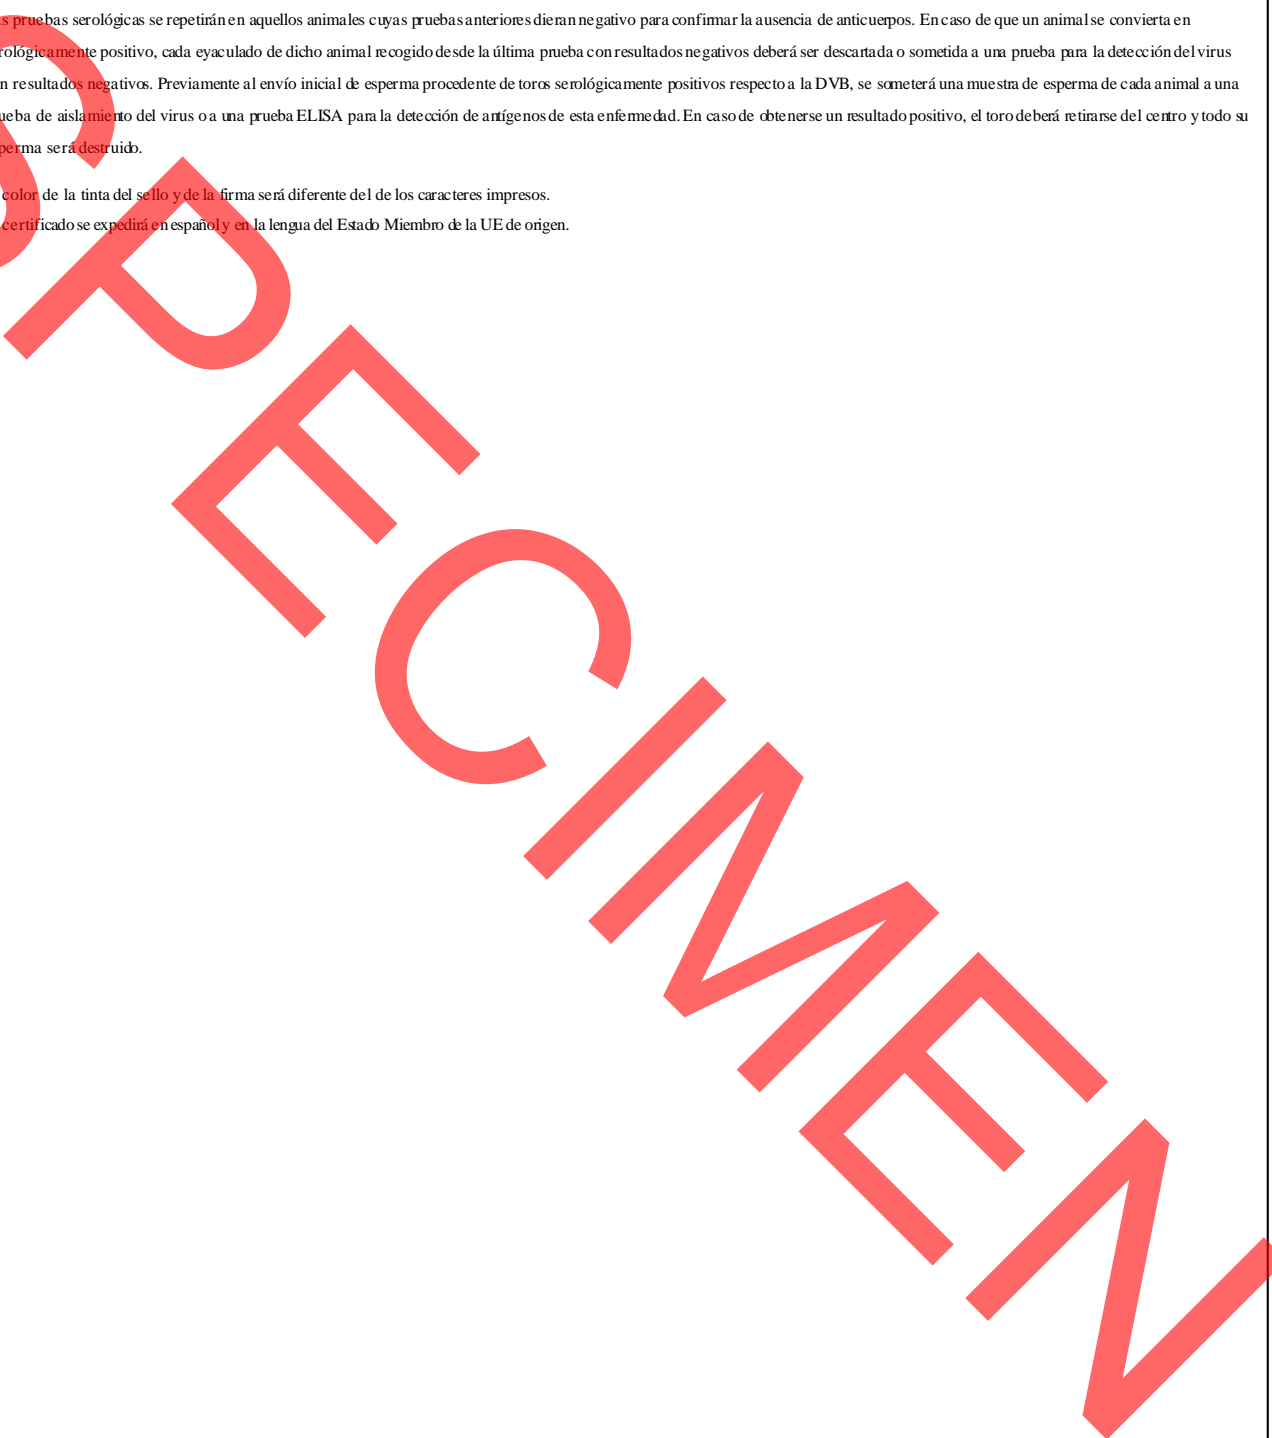 s pruebas serológicas se repetirán en aquellos animales cuyas pruebas anteriores dieran negativo para confirmar la ausencia de anticuerpos. En caso de que un animal se convierta en
rológicamente positivo, cada eyaculado de dicho animal recogido desde la última prueba con resultados negativos deberá ser descartada o sometida a una prueba para la detección del virus
n resultados negativos. Previamente al envío inicial de esperma procedente de toros serológicamente positivos respecto a la DVB, se someterá una muestra de esperma de cada animal a una
ueba de aislamiento del virus o a una prueba ELISA para la detección de antígenos de esta enfermedad. En caso de obtenerse un resultado positivo, el toro deberá retirarse del centro y todo su
perma será destruido.
color de la tinta del sello y de la firma será diferente del de los caracteres impresos.
certificado se expedirá en español y en la lengua del Estado Miembro de la UE de origen.
SPECIMEN